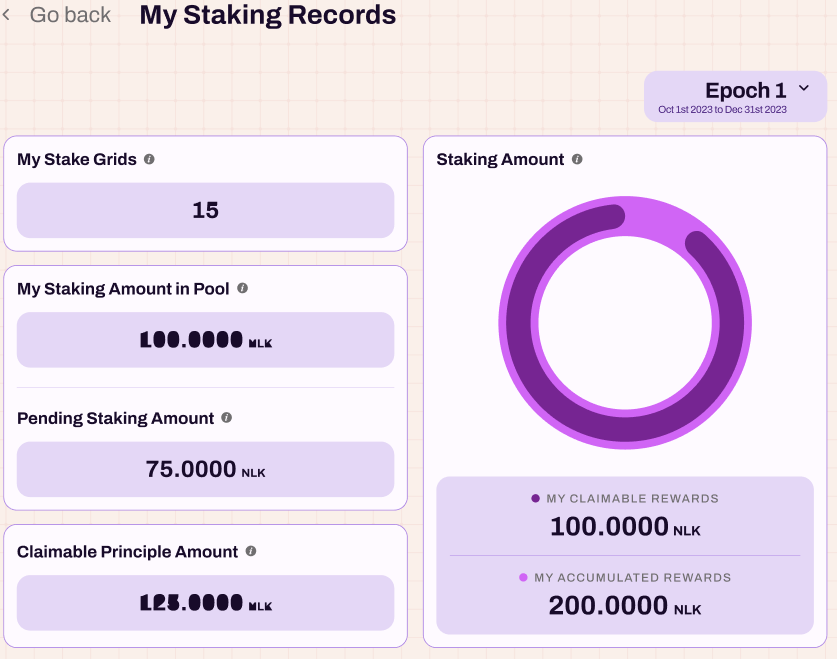 Go back
My Staking Records
Epoch 1
Oct 1st 2023 to Dec 31st 2023
My Stake Grids
15
My Staking Amount in Pool
100.0000 NLK
Pending Staking Amount
75.0000 NLK
Claimable Principle Amount
125.0000 NLK
Staking Amount
MY CLAIMABLE REWARDS
100.0000 NLK
MY ACCUMULATED REWARDS
200.0000 NLK